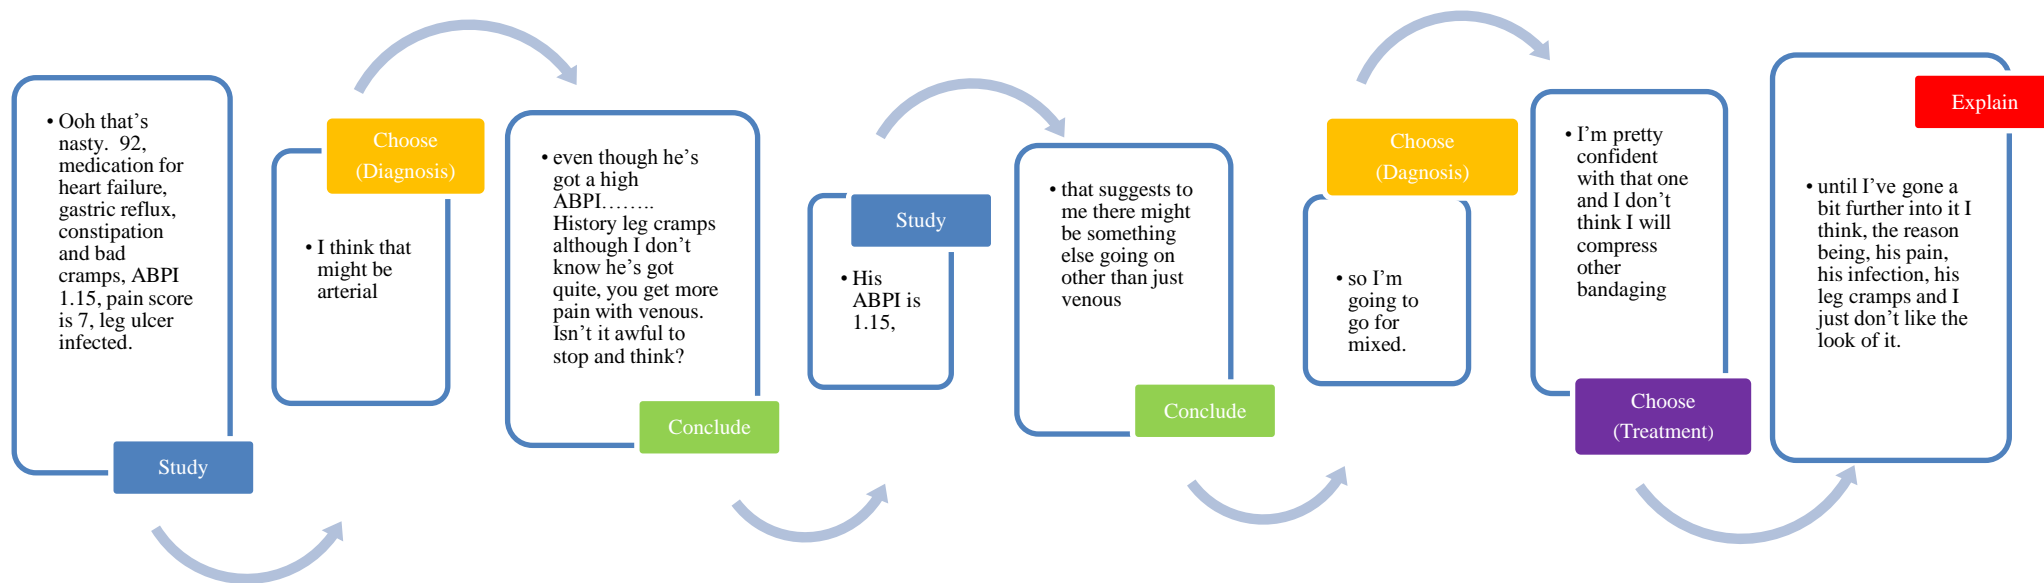 • Ooh that's
nasty.  92,
medication for
heart failure,
gastric reflux,
constipation
and bad
cramps, ABPI
1.15, pain score
is 7, leg ulcer
infected.
Study
Choose
(Diagnosis)
• I think that
might be
arterial
• even though he's
got a high
ABPI……..
History leg cramps
although I don't
know he's got
quite, you get more
pain with venous.
Isn't it awful to
stop and think?
Conclude
Study
• His
ABPI is
1.15,
• that suggests to
me there might
be something
else going on
other than just
venous
Conclude
Choose
(Dagnosis)
• so I'm
going to
go for
mixed.
• I'm pretty
confident
with that one
and I don't
think I will
compress
other
bandaging
Choose
(Treatment)
Explain
• until I've gone a
bit further into it I
think, the reason
being, his pain,
his infection, his
leg cramps and I
just don't like the
look of it.